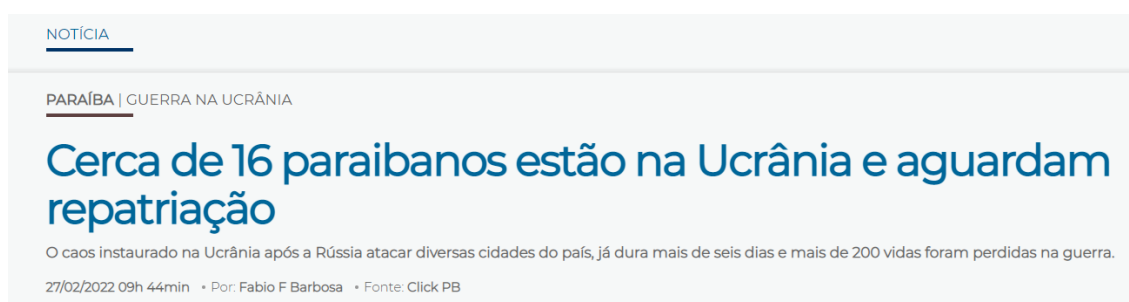 NOTÍCIA
PARAÍBA | GUERRA NA UCRÂNIA
Cerca de 16 paraibanos estão na Ucrânia e aguardam
repatriação
O caos instaurado na Ucrânia após a Rússia atacar diversas cidades do país, já dura mais de seis dias e mais de 200 vidas foram perdidas na guerra.
27/02/2022 09h 44min • Por: Fabio F Barbosa • Fonte: Click PB